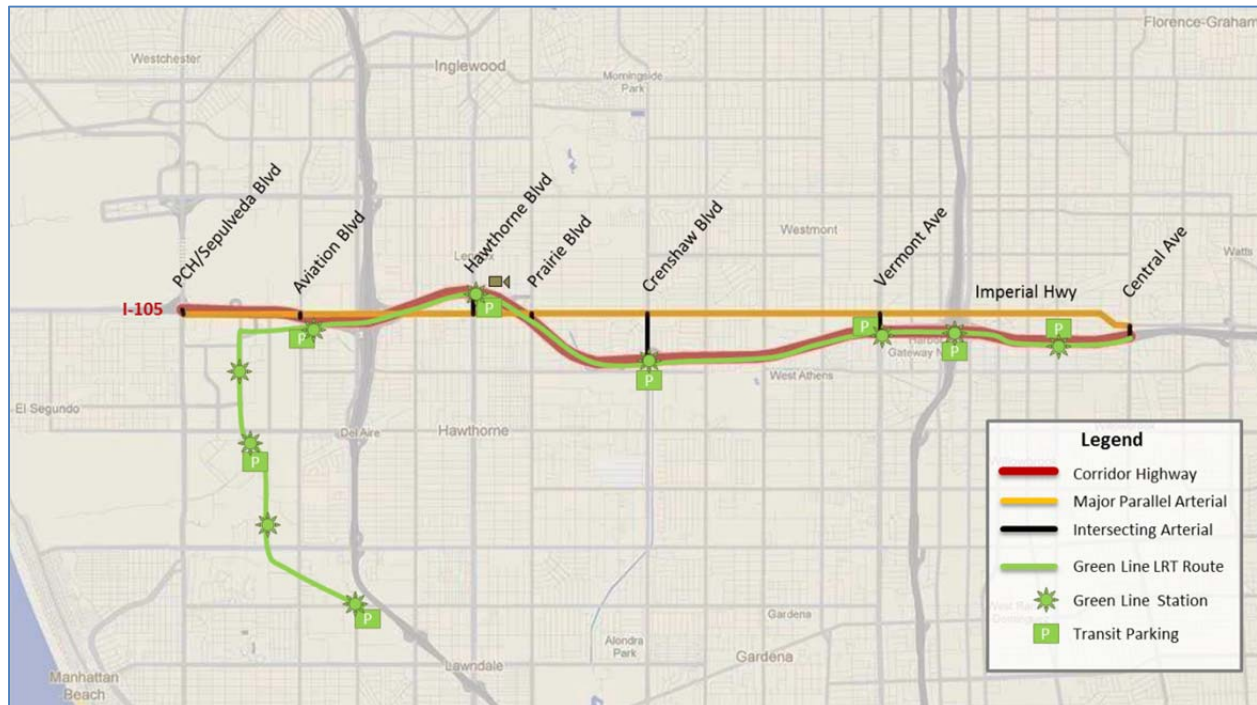 Florence-Graham
Westchester
Inglewood
Morningside
Park
PCH/Sepulveda Blvd
Aviation Blvd
Hawthorne Blvd
Prairie Blvd
Crenshaw Blvd
Westmont
Vermont Ave
Imperial Hwy
Central Ave
Watts
I-105
P
P
P
P
P
P
Gateway
West Athens
El Segundo
P
Del Aire
Hawthorne
Legend
Corridor Highway
Major Parallel Arterial
Intersecting Arterial
Green Line LRT Route
Green Line Station
P Transit Parking
P
Gardena
Alondra
Park
Gardena
Lawndale
Manhattan
Beach